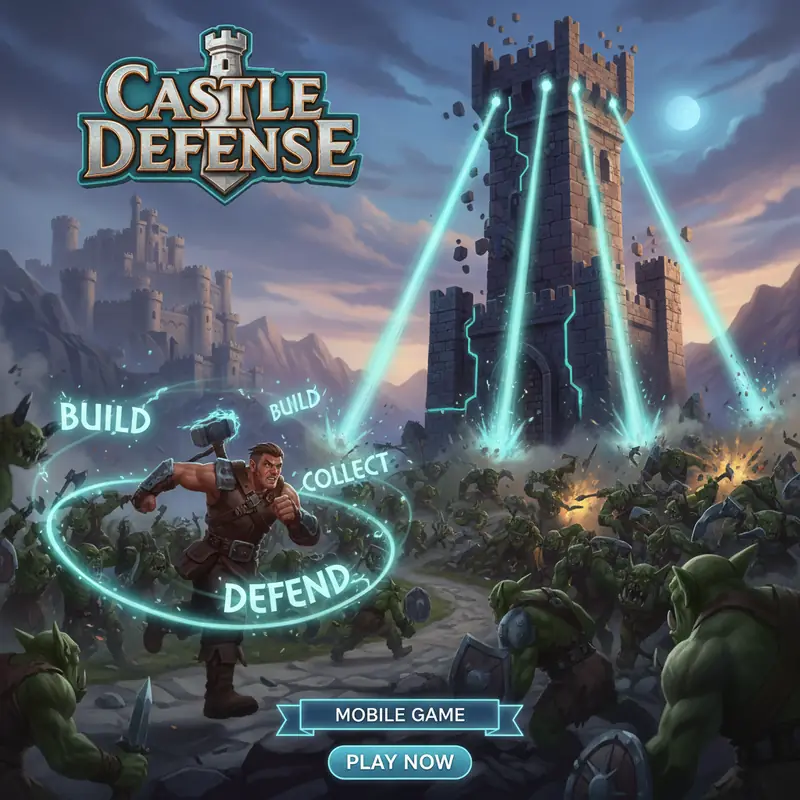 CASTLE
DEFENSE
BUILD
BUILD
COLLECT
DEFEND
MOBILE GAME
PLAY NOW